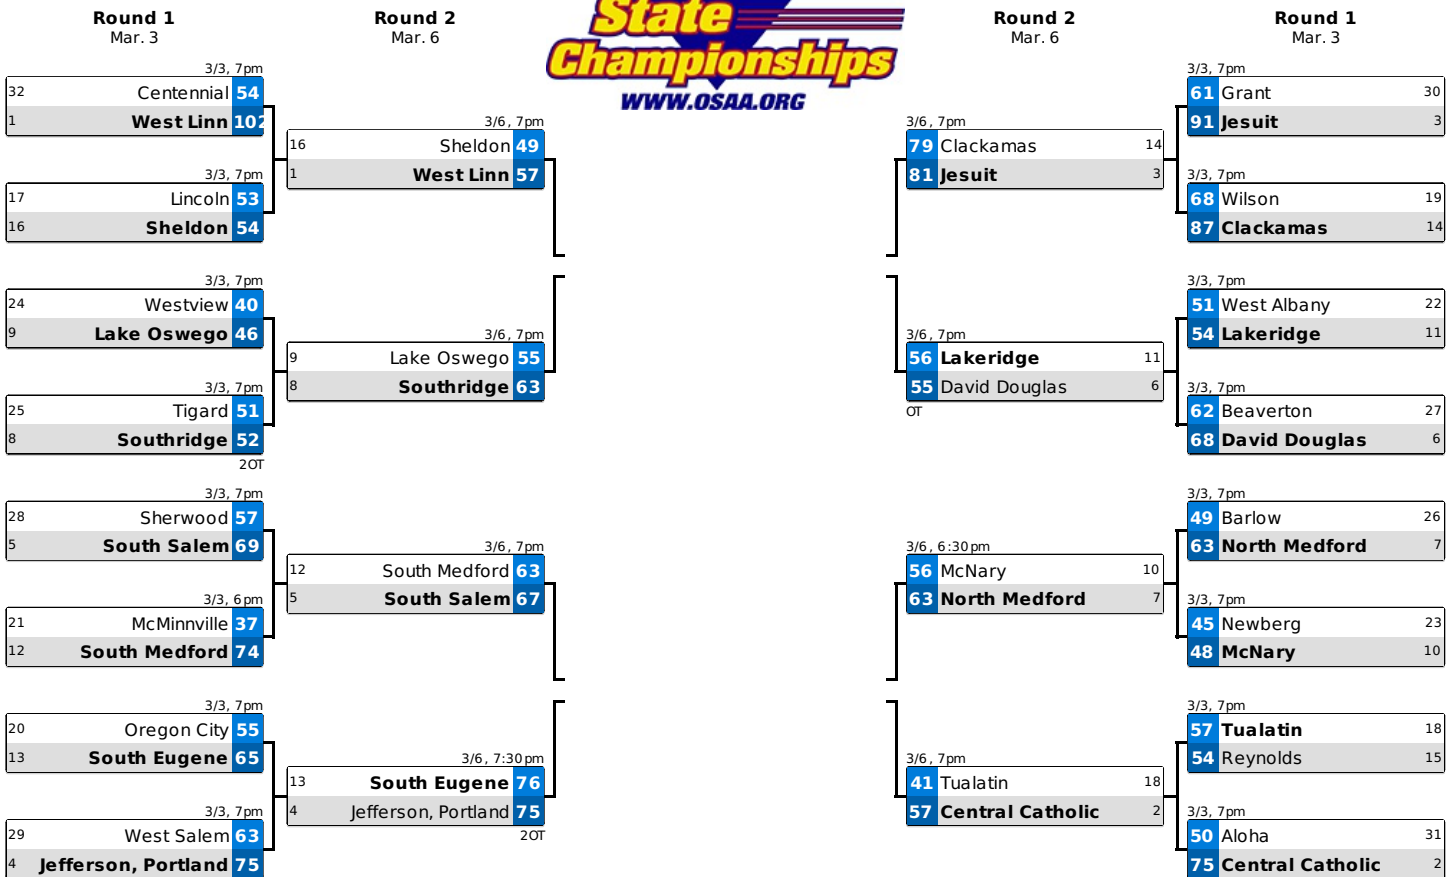 State
Championships
WWW.OSAA.ORG
Round 1
Mar. 3
3/3, 7pm
32 Centennial 54
1 West Linn 102
3/3, 7pm
17 Lincoln 53
16 Sheldon 54
3/3, 7pm
24 Westview 40
9 Lake Oswego 46
3/3, 7pm
25 Tigard 51
8 Southridge 52
2OT
3/3, 7pm
28 Sherwood 57
5 South Salem 69
3/3, 6pm
21 McMinnville 37
12 South Medford 74
3/3, 7pm
20 Oregon City 55
13 South Eugene 65
3/3, 7pm
29 West Salem 63
4 Jefferson, Portland 75
Round 2
Mar. 6
3/6, 7pm
16 Sheldon 49
1 West Linn 57
3/6, 7pm
9 Lake Oswego 55
8 Southridge 63
3/6, 7pm
12 South Medford 63
5 South Salem 67
3/6, 7:30pm
13 South Eugene 76
4 Jefferson, Portland 75
2OT
Round 2
Mar. 6
3/6, 7pm
79 Clackamas 14
81 Jesuit 3
3/6, 7pm
56 Lakeridge 11
55 David Douglas 6
OT
3/6, 6:30pm
56 McNary 10
63 North Medford 7
3/6, 7pm
41 Tualatin 18
57 Central Catholic 2
Round 1
Mar. 3
3/3, 7pm
61 Grant 30
91 Jesuit 3
3/3, 7pm
68 Wilson 19
87 Clackamas 14
3/3, 7pm
51 West Albany 22
54 Lakeridge 11
3/3, 7pm
62 Beaverton 27
68 David Douglas 6
3/3, 7pm
49 Barlow 26
63 North Medford 7
3/3, 7pm
45 Newberg 23
48 McNary 10
3/3, 7pm
57 Tualatin 18
54 Reynolds 15
3/3, 7pm
50 Aloha 31
75 Central Catholic 2